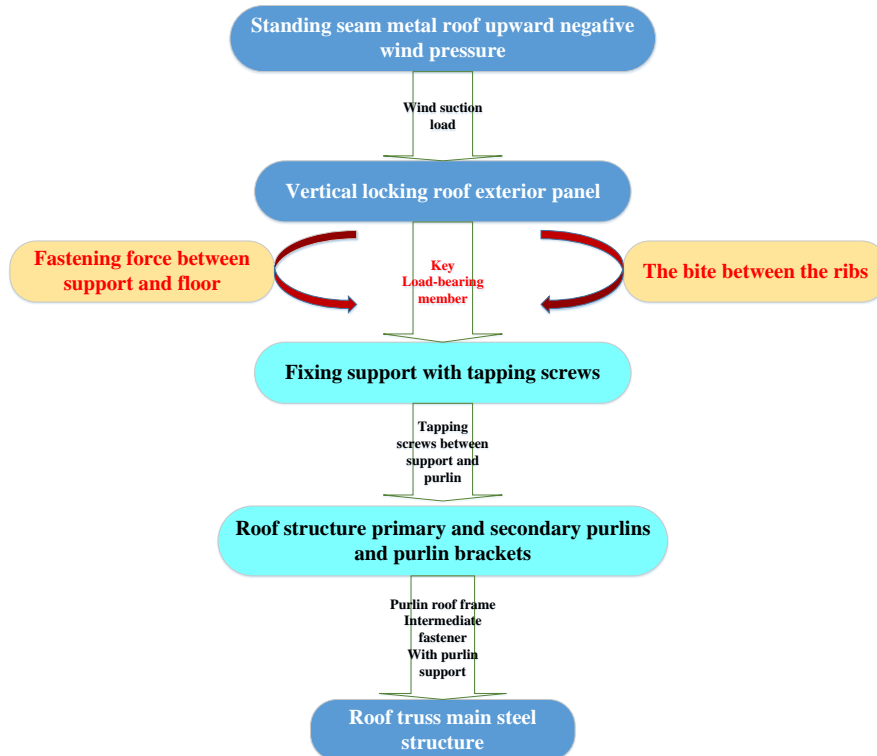 Standing seam metal roof upward negative
wind pressure
Wind suction
load
Vertical locking roof exterior panel
Fastening force between
support and floor
Key
Load-bearing
member
The bite between the ribs
Fixing support with tapping screws
Tapping
screws between
support and
purlin
Roof structure primary and secondary purlins
and purlin brackets
Purlin roof frame
Intermediate
fastener
With purlin
support
Roof truss main steel
structure